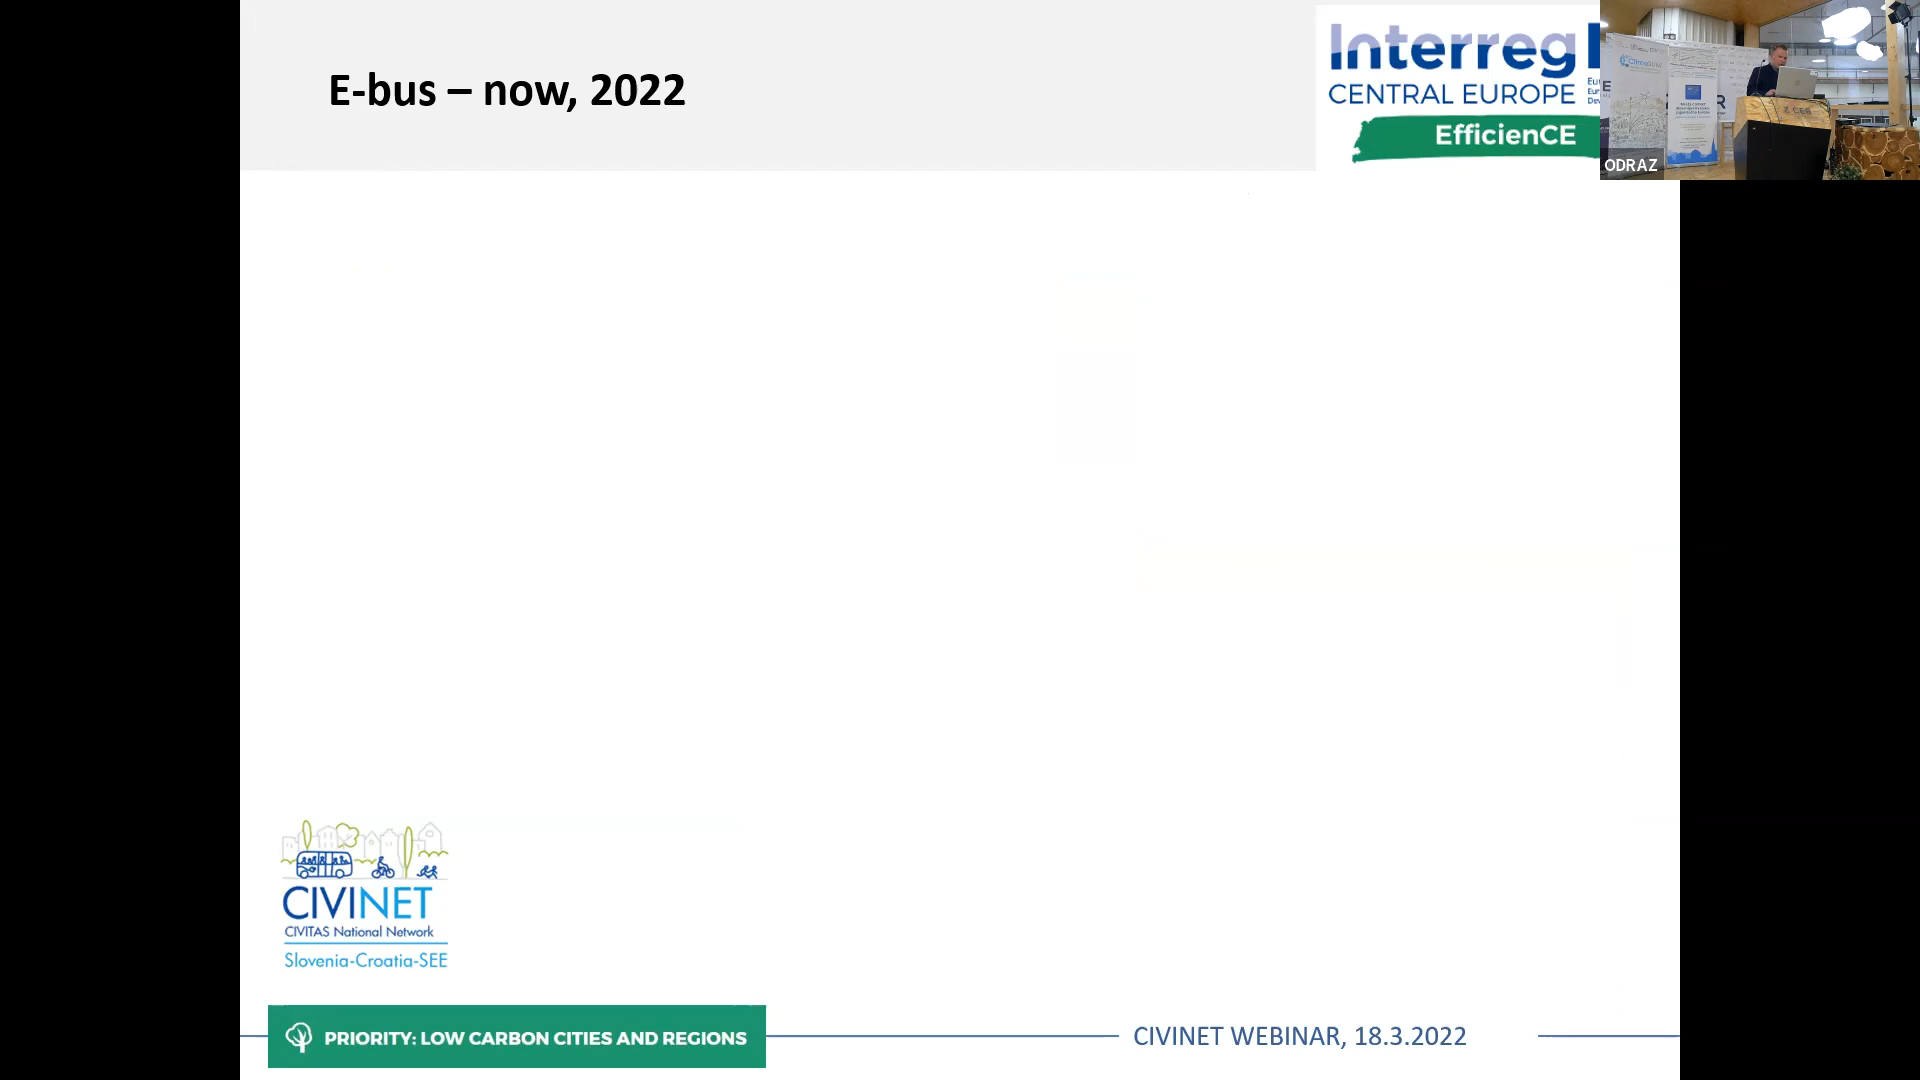 E-bus – now, 2022
Interreg
CENTRAL EUROPE
EfficienCE
ODRAZ
CIVINET
CIVITAS National Network
Slovenia-Croatia-SEE
PRIORITY: LOW CARBON CITIES AND REGIONS
CIVINET WEBINAR, 18.3.2022